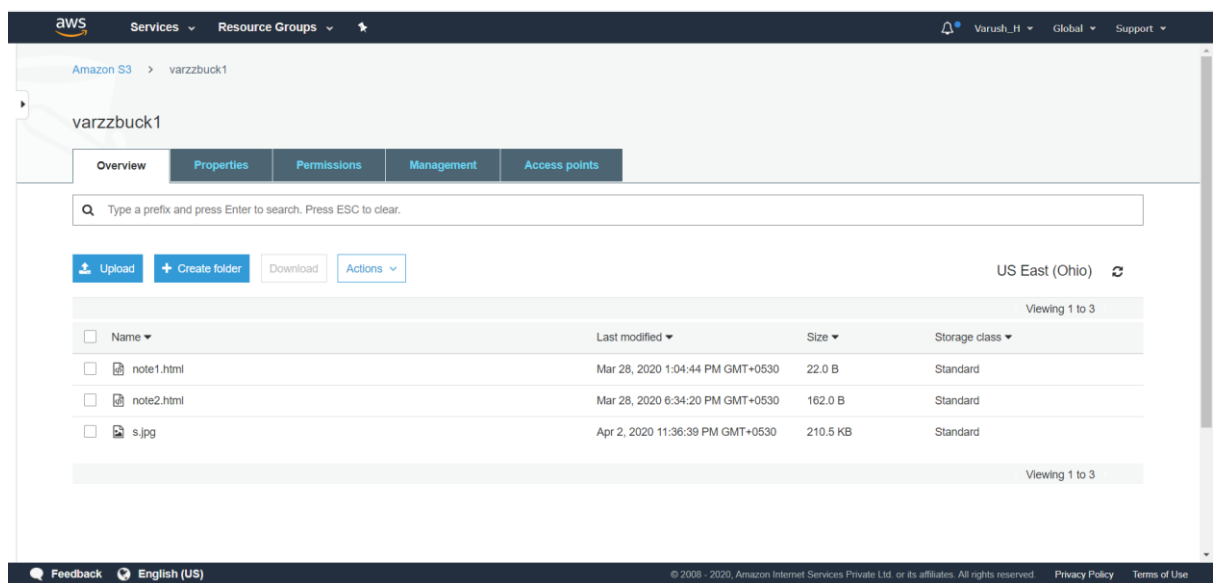 aws Services Resource Groups Varush_H Global Support
Amazon S3 > varzzbuck1
varzzbuck1
Overview Properties Permissions Management Access points
Type a prefix and press Enter to search. Press ESC to clear.
Upload + Create folder Download Actions US East (Ohio)
Viewing 1 to 3
Name Last modified Size Storage class
note1.html Mar 28, 2020 1:04:44 PM GMT+0530 22.0 B Standard
note2.html Mar 28, 2020 6:34:20 PM GMT+0530 162.0 B Standard
s.jpg Apr 2, 2020 11:36:39 PM GMT+0530 210.5 KB Standard
Viewing 1 to 3
Feedback English (US) © 2008 - 2020, Amazon Internet Services Private Ltd. or its affiliates. All rights reserved. Privacy Policy Terms of Use